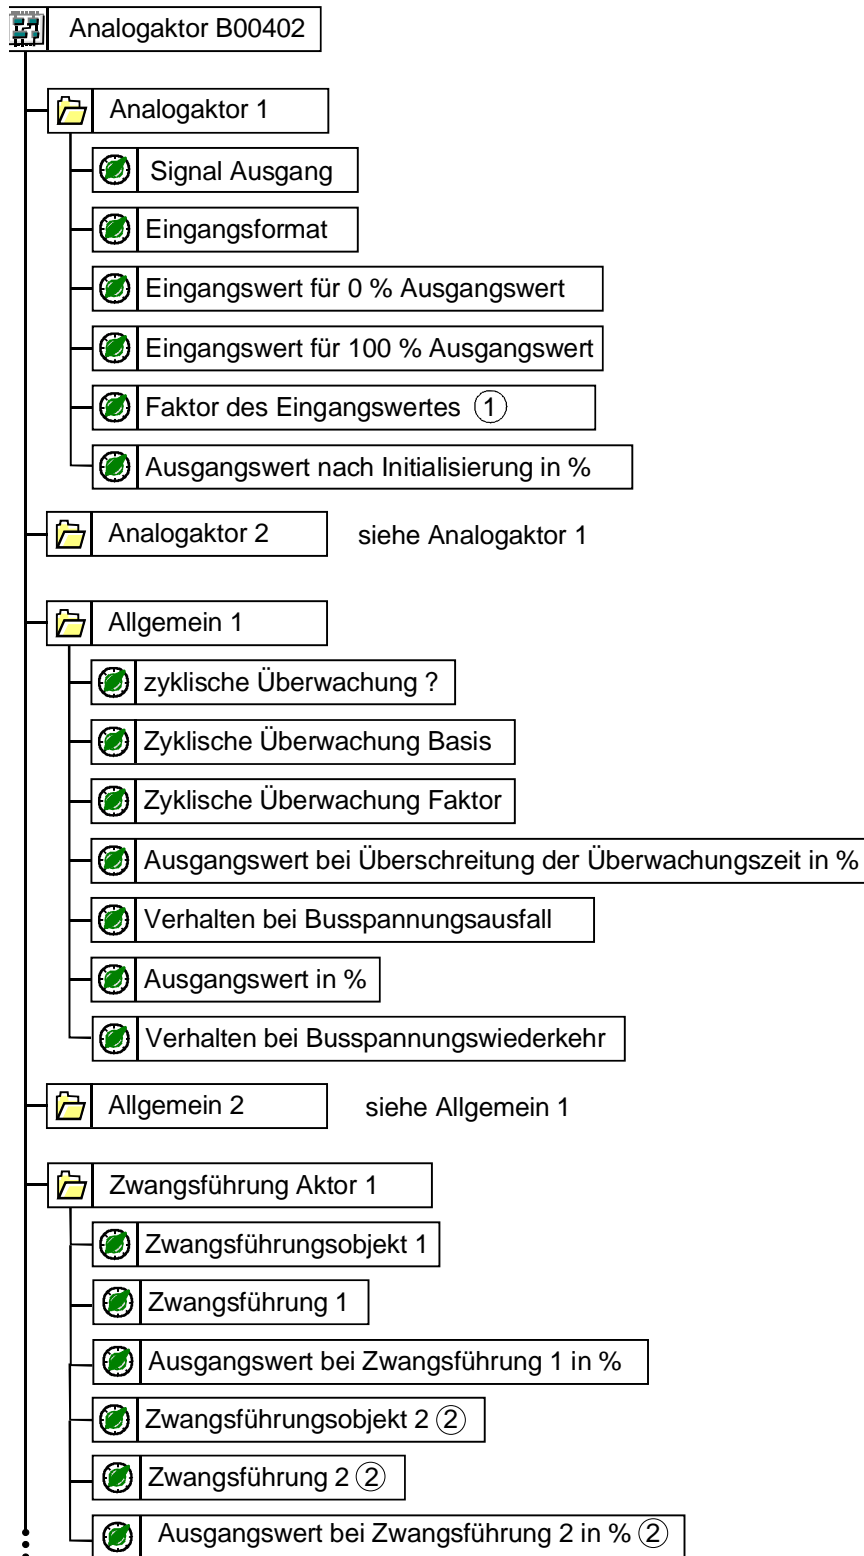 Analogaktor B00402
Analogaktor 1
Signal Ausgang
Eingangsformat
Eingangswert für 0 % Ausgangswert
Eingangswert für 100 % Ausgangswert
Faktor des Eingangswertes 1
Ausgangswert nach Initialisierung in %
Analogaktor 2 siehe Analogaktor 1
Allgemein 1
zyklische Überwachung ?
Zyklische Überwachung Basis
Zyklische Überwachung Faktor
Ausgangswert bei Überschreitung der Überwachungszeit in %
Verhalten bei Busspannungsausfall
Ausgangswert in %
Verhalten bei Busspannungswiederkehr
Allgemein 2 siehe Allgemein 1
Zwangsführung Aktor 1
Zwangsführungsobjekt 1
Zwangsführung 1
Ausgangswert bei Zwangsführung 1 in %
Zwangsführungsobjekt 2 2
Zwangsführung 2 2
Ausgangswert bei Zwangsführung 2 in % 2